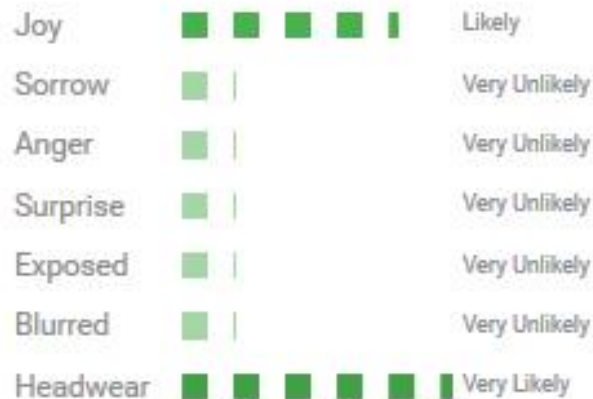 Joy Likely
Sorrow Very Unlikely
Anger Very Unlikely
Surprise Very Unlikely
Exposed Very Unlikely
Blurred Very Unlikely
Headwear Very Likely